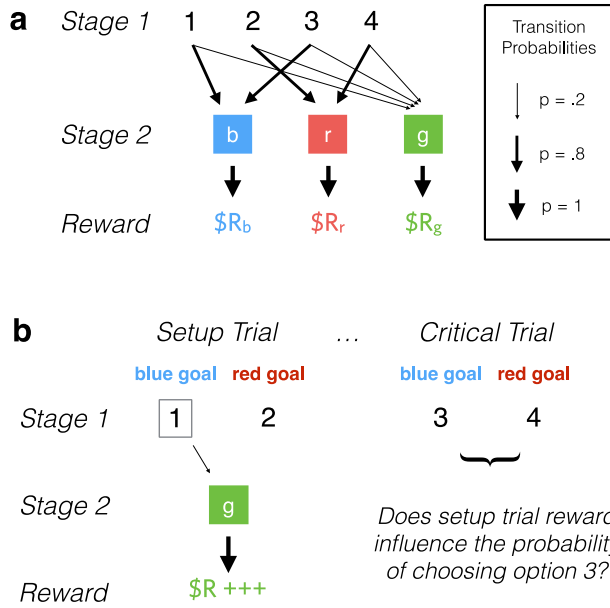 a
Stage 1 1 2 3 4
Transition
Probabilities
p = .2
p = .8
p = 1
Stage 2 b r g
Reward $Rb $Rr $Rg
b
Setup Trial ... Critical Trial
blue goal red goal blue goal red goal
Stage 1 1 2 3 4
Stage 2 g
Does setup trial reward
influence the probability
of choosing option 3?
Reward $R +++